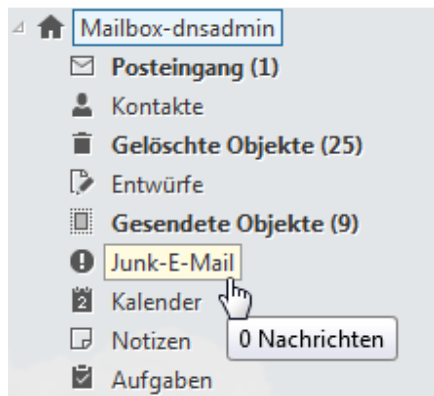 Mailbox-dnsadmin
Posteingang (1)
Kontakte
Gelöschte Objekte (25)
Entwürfe
Gesendete Objekte (9)
Junk-E-Mail
2 Kalender
Notizen
0 Nachrichten
Aufgaben